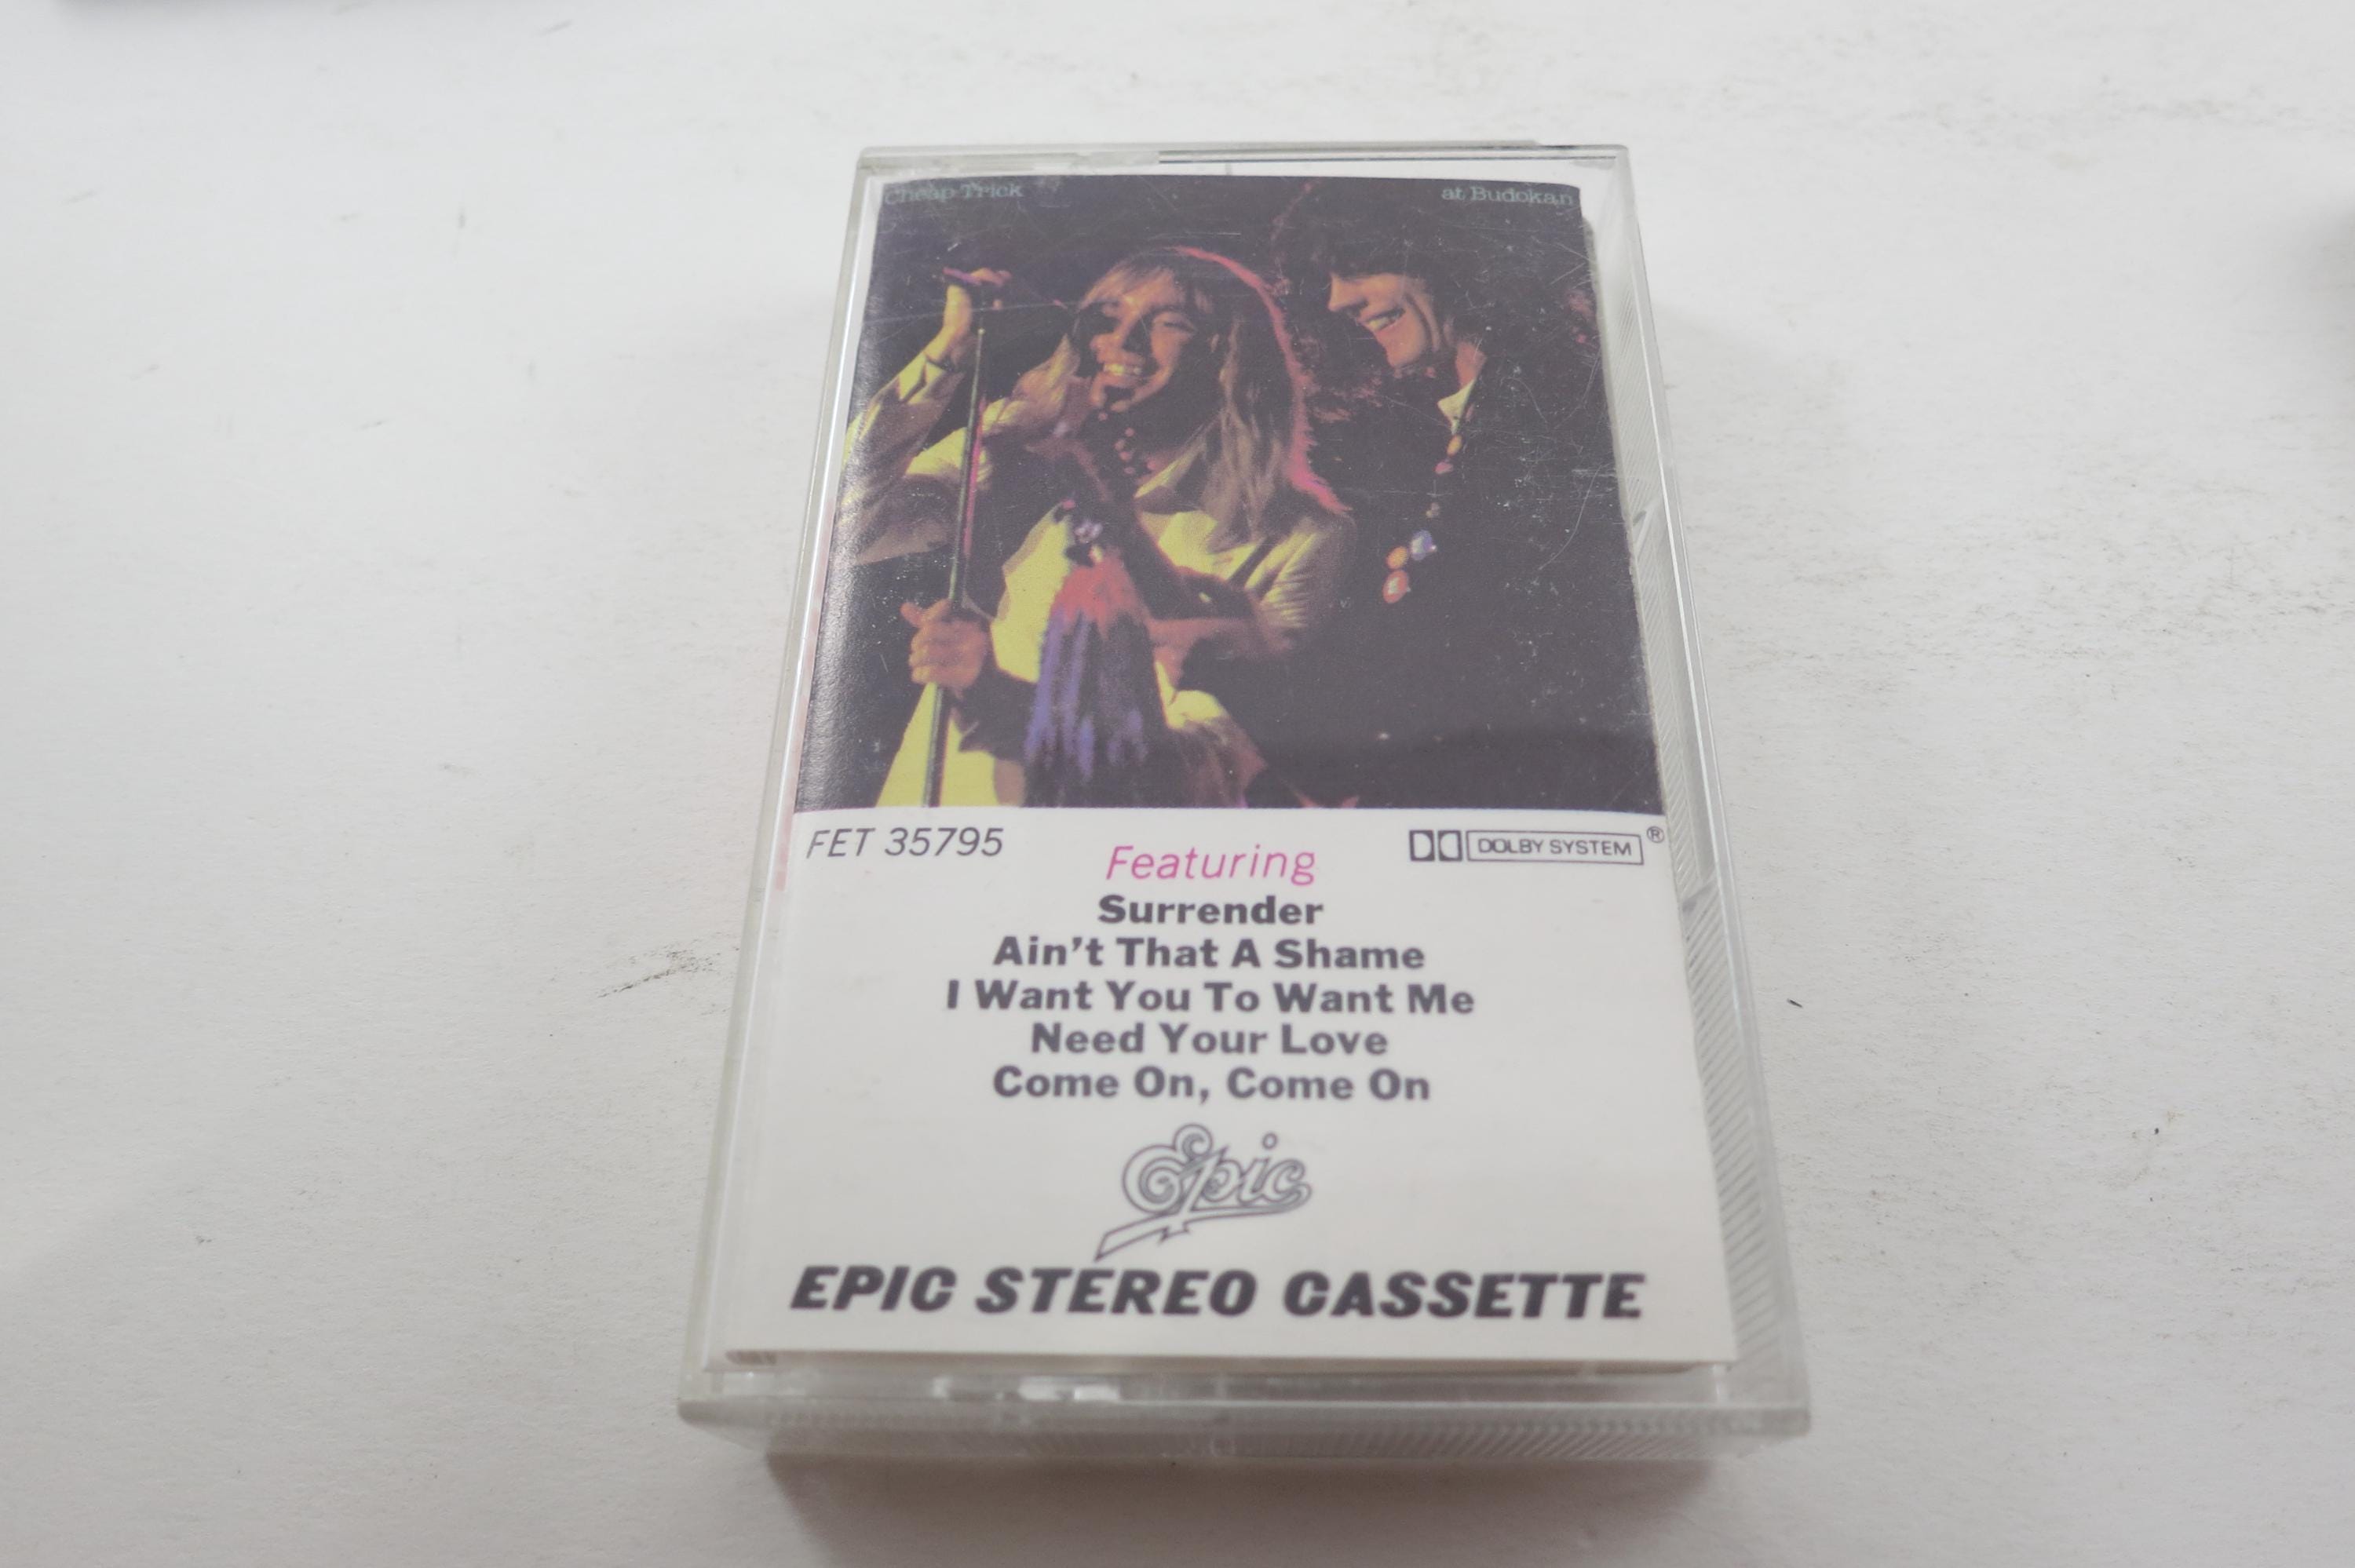 Cheap Trick
at Budokan
FET 35795
DOLBY SYSTEM®
Featuring
Surrender
Ain't That A Shame
I Want You To Want Me
Need Your Love
Come On, Come On
Epic
EPIC STEREO CASSETTE